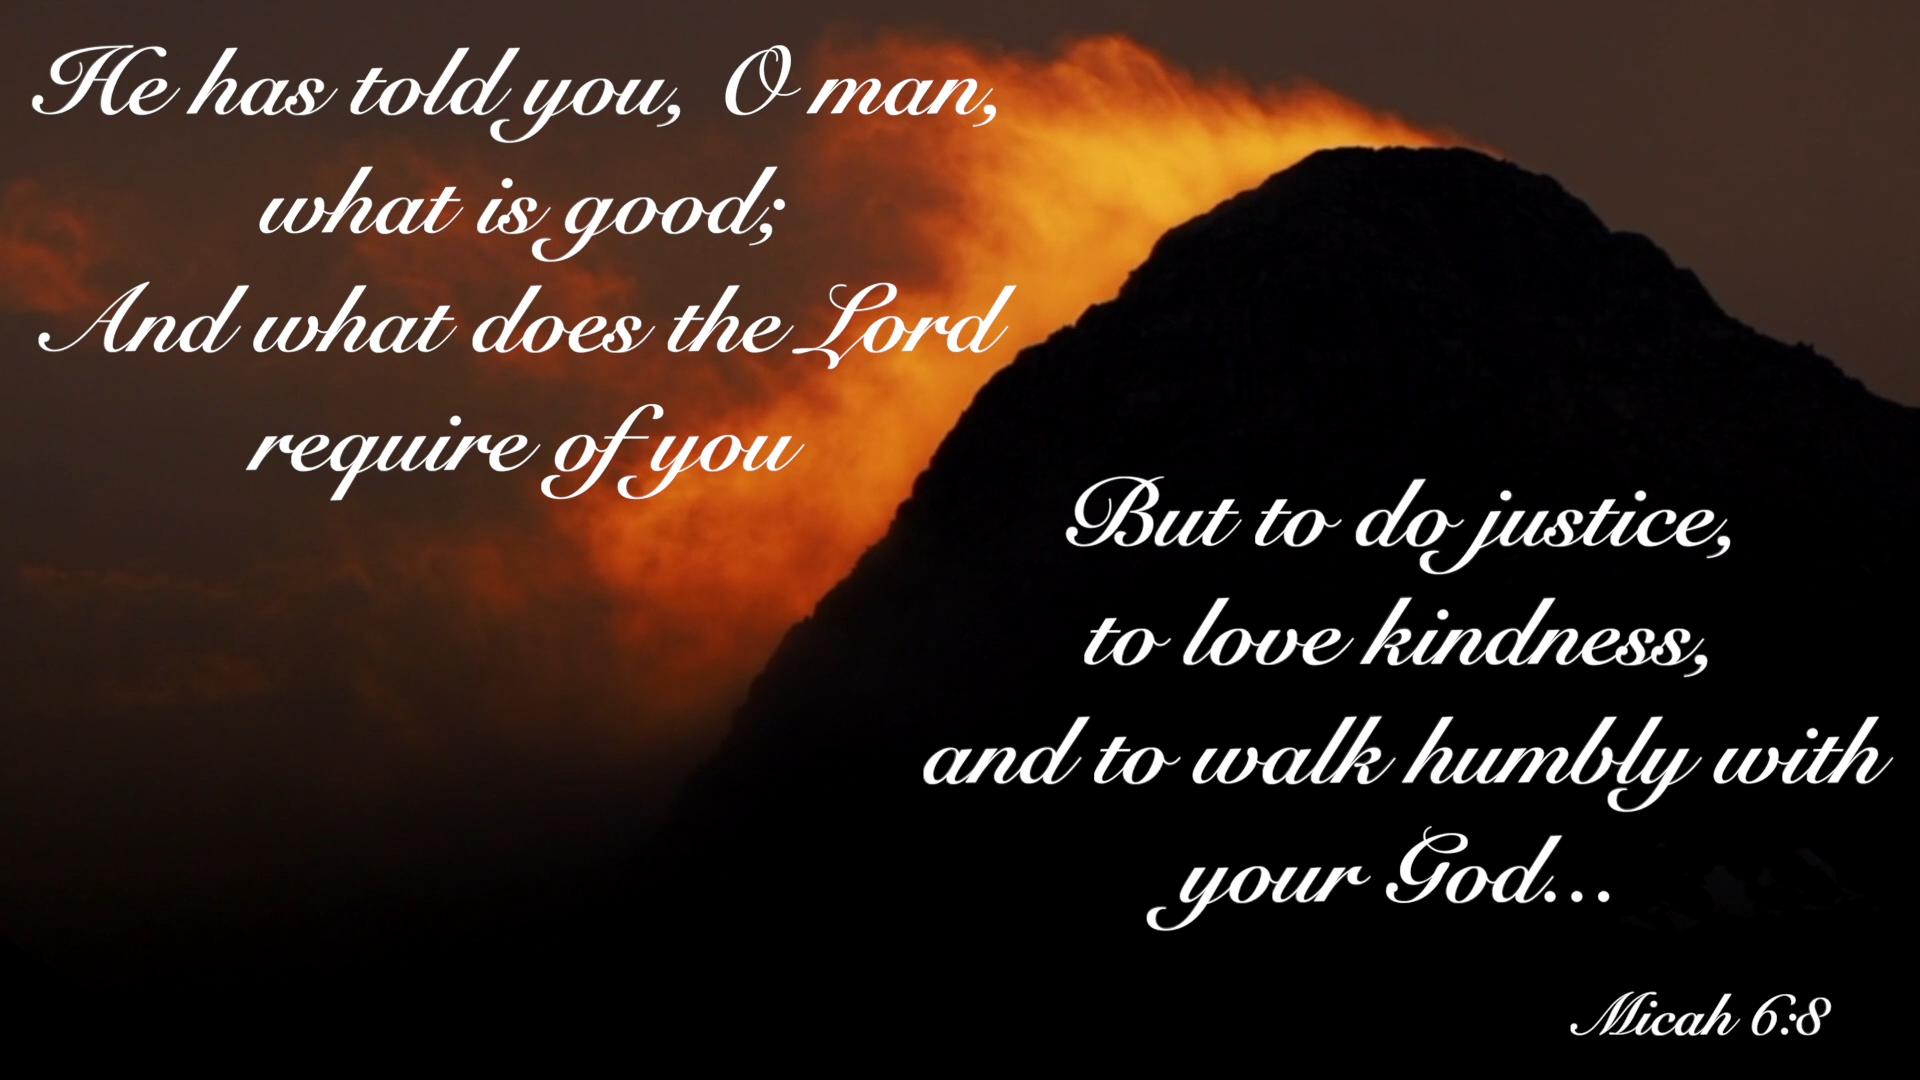 He has told you, O man,
what is good;
And what does the Lord
require of you
But to do justice,
to love kindness,
and to walk humbly with
your God...
Micah 6:8